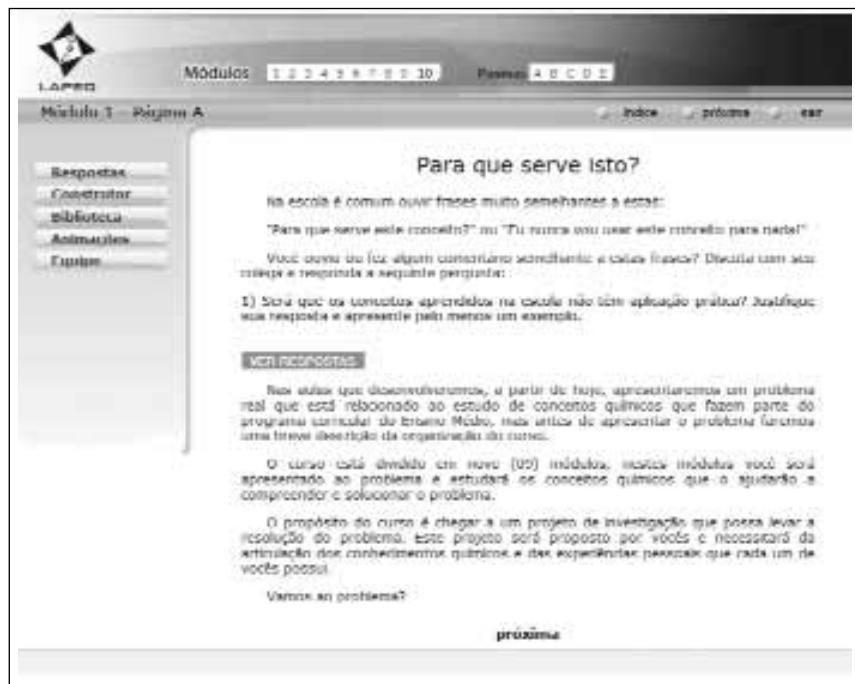 LAPEQ
Módulos 1 2 3 4 5 6 7 8 9 10 A B C D E
Módulo 1 - Página A índice próxima sair
Respostas
Construtor
Biblioteca
Animações
Equipe
Para que serve isto?
Na escola é comum ouvir frases muito semelhantes a estas:
"Para que serve este conceito?" ou "Eu nunca vou usar este conceito para nada!"
Você ouviu ou fez algum comentário semelhante a estas frases? Discuta com seu
colega e responda a seguinte pergunta:
1) Será que os conceitos aprendidos na escola não têm aplicação prática? Justifique
sua resposta e apresente pelo menos um exemplo.
VER RESPOSTAS
Nas aulas que desenvolveremos, a partir de hoje, apresentaremos um problema
real que está relacionado ao estudo de conceitos químicos que fazem parte do
programa curricular do Ensino Médio, mas antes de apresentar o problema faremos
uma breve descrição da organização do curso.
O curso está dividido em nove (09) módulos, nestes módulos você será
apresentado ao problema e estudará os conceitos químicos que o ajudarão a
compreender e solucionar o problema.
O propósito do curso é chegar a um projeto de investigação que possa levar a
resolução do problema. Este projeto será proposto por vocês e necessitará da
articulação dos conhecimentos químicos e das experiências pessoais que cada um de
vocês possui.
Vamos ao problema?
próxima